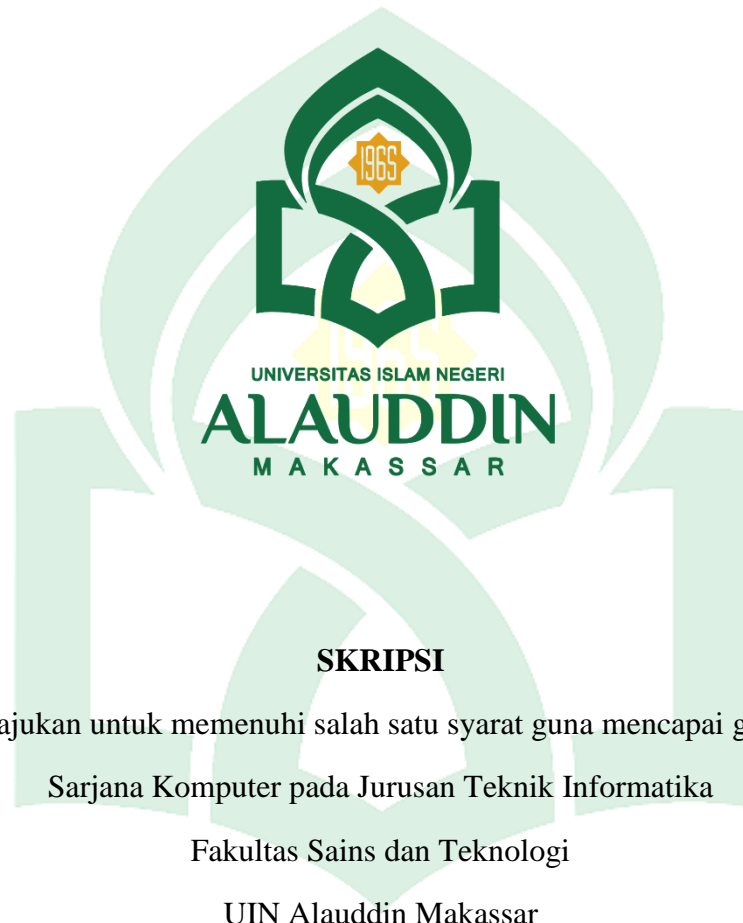 1965
1965
UNIVERSITAS ISLAM NEGERI
ALAUDDIN
MAKASSAR
SKRIPSI
ajukan untuk memenuhi salah satu syarat guna mencapai g
Sarjana Komputer pada Jurusan Teknik Informatika
Fakultas Sains dan Teknologi
UIN Alauddin Makassar